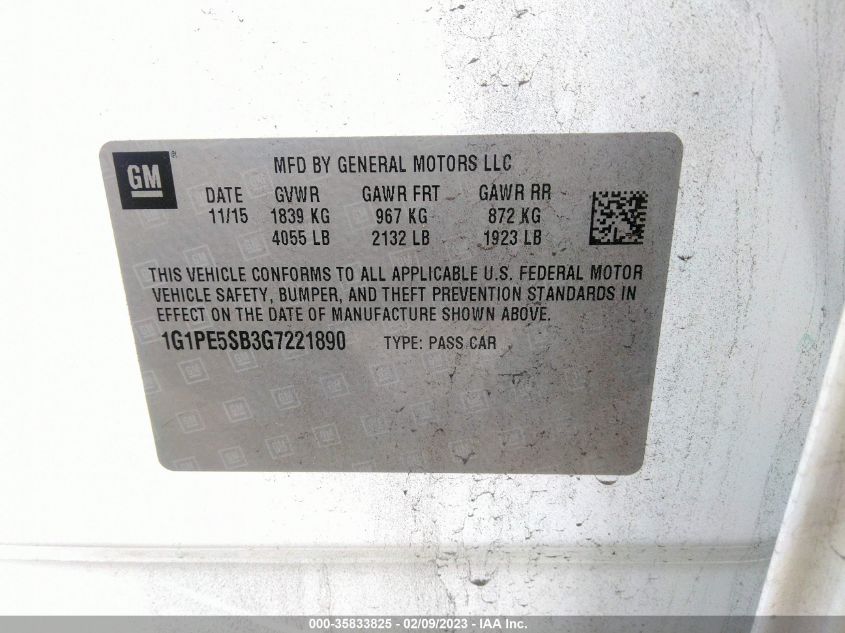 GM ®
MFD BY GENERAL MOTORS LLC
DATE GVWR GAWR FRT GAWR RR
11/15 1839 KG 967 KG 872 KG
4055 LB 2132 LB 1923 LB
THIS VEHICLE CONFORMS TO ALL APPLICABLE U.S. FEDERAL MOTOR
VEHICLE SAFETY, BUMPER, AND THEFT PREVENTION STANDARDS IN
EFFECT ON THE DATE OF MANUFACTURE SHOWN ABOVE.
1G1PE5SB3G7221890 TYPE: PASS CAR
000-35833825 - 02/09/2023 - IAA Inc.